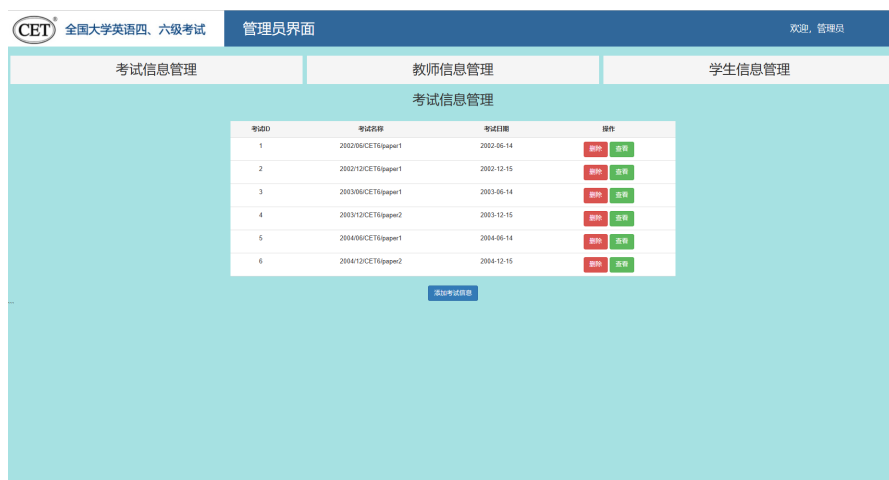 CET® 全国大学英语四、六级考试 管理员界面 欢迎，管理员
考试信息管理 教师信息管理 学生信息管理
考试信息管理
考试ID 考试名称 考试日期 操作
1 2002/06/CET6/paper1 2002-06-14 删除 查看
2 2002/12/CET6/paper1 2002-12-15 删除 查看
3 2003/06/CET6/paper1 2003-06-14 删除 查看
4 2003/12/CET6/paper2 2003-12-15 删除 查看
5 2004/06/CET6/paper1 2004-06-14 删除 查看
6 2004/12/CET6/paper2 2004-12-15 删除 查看
添加考试信息